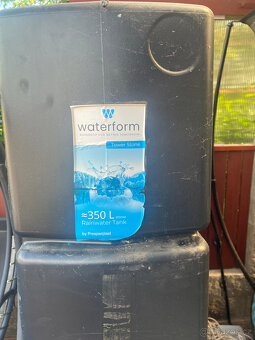 waterform
Tower Stone
≈350 L
Rainwater Tank
by Prosperplast